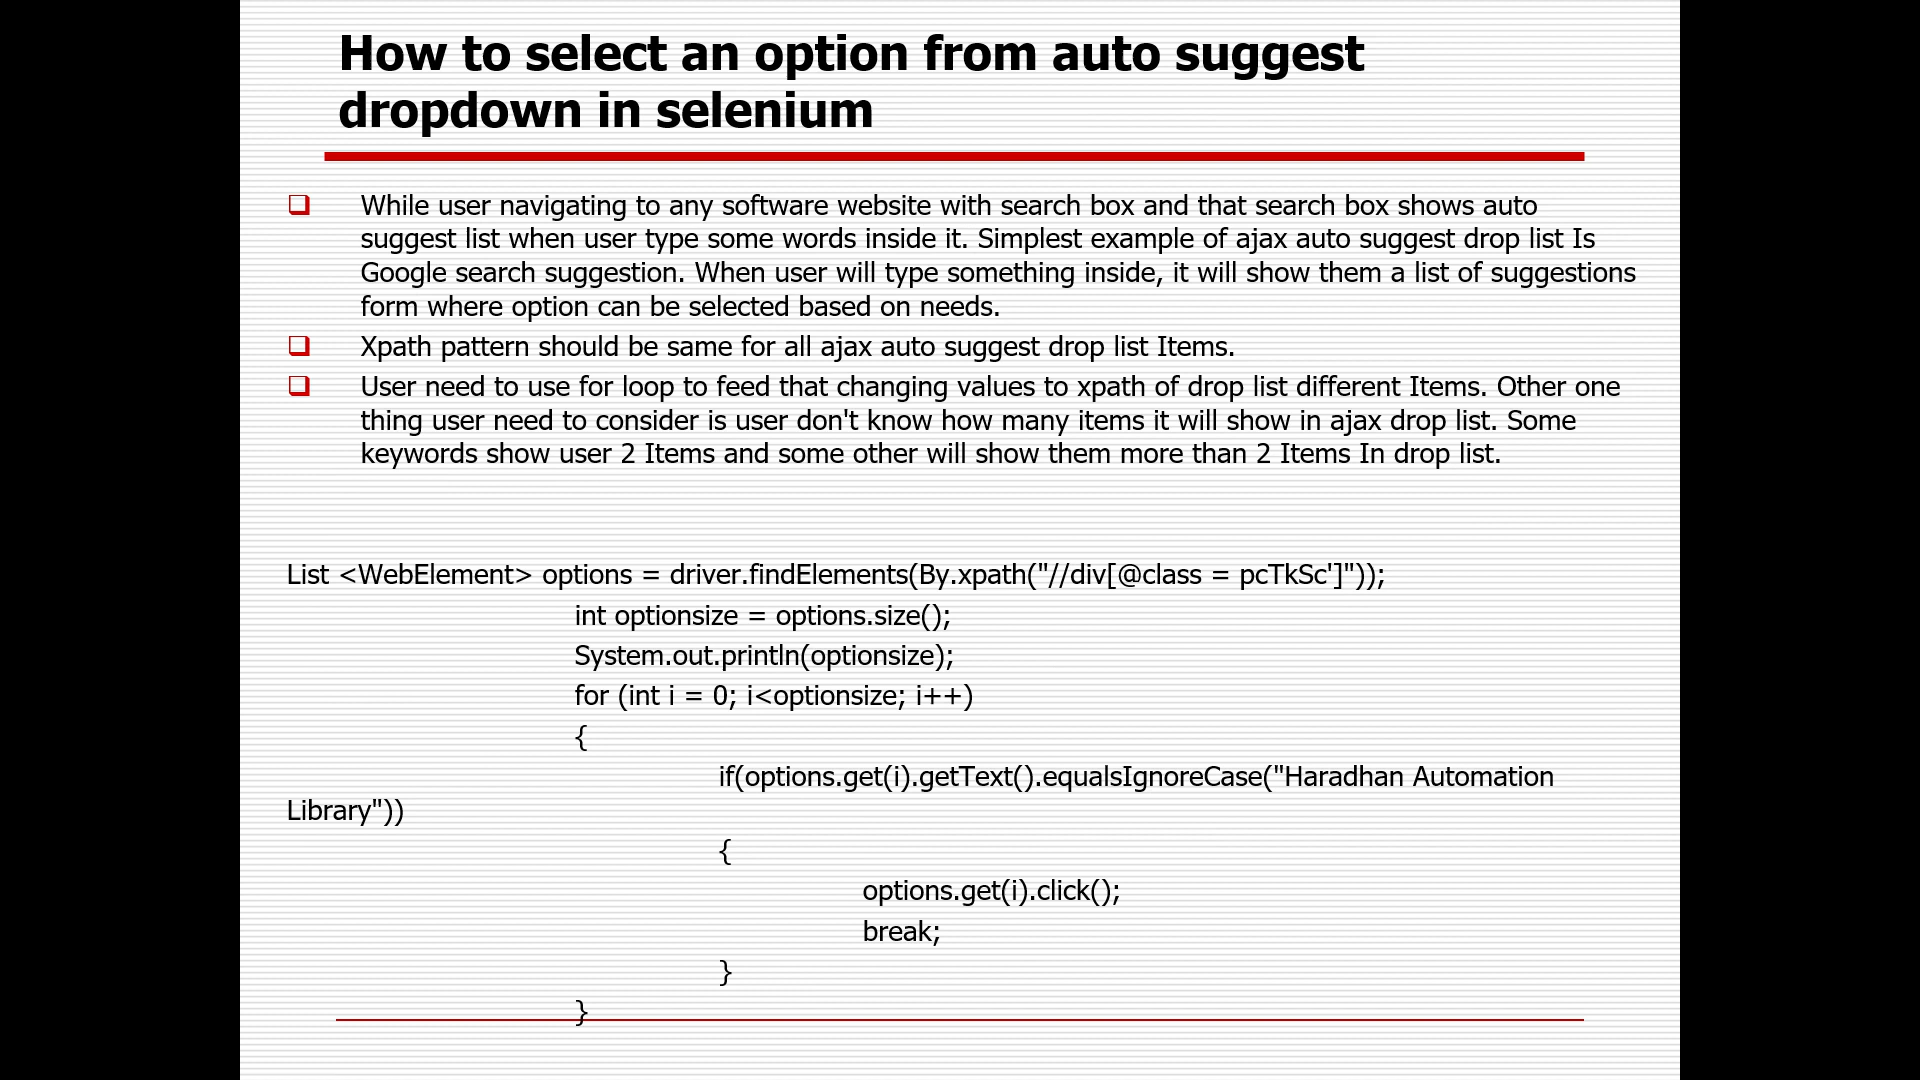 How to select an option from auto suggest
dropdown in selenium
While user navigating to any software website with search box and that search box shows auto
suggest list when user type some words inside it. Simplest example of ajax auto suggest drop list Is
Google search suggestion. When user will type something inside, it will show them a list of suggestions
form where option can be selected based on needs.
Xpath pattern should be same for all ajax auto suggest drop list Items.
User need to use for loop to feed that changing values to xpath of drop list different Items. Other one
thing user need to consider is user don't know how many items it will show in ajax drop list. Some
keywords show user 2 Items and some other will show them more than 2 Items In drop list.
List <WebElement> options = driver.findElements(By.xpath("//div[@class = pcTkSc']"));
int optionsize = options.size();
System.out.println(optionsize);
for (int i = 0; i<optionsize; i++)
{
if(options.get(i).getText().equalsIgnoreCase("Haradhan Automation
Library"))
{
options.get(i).click();
break;
}
}